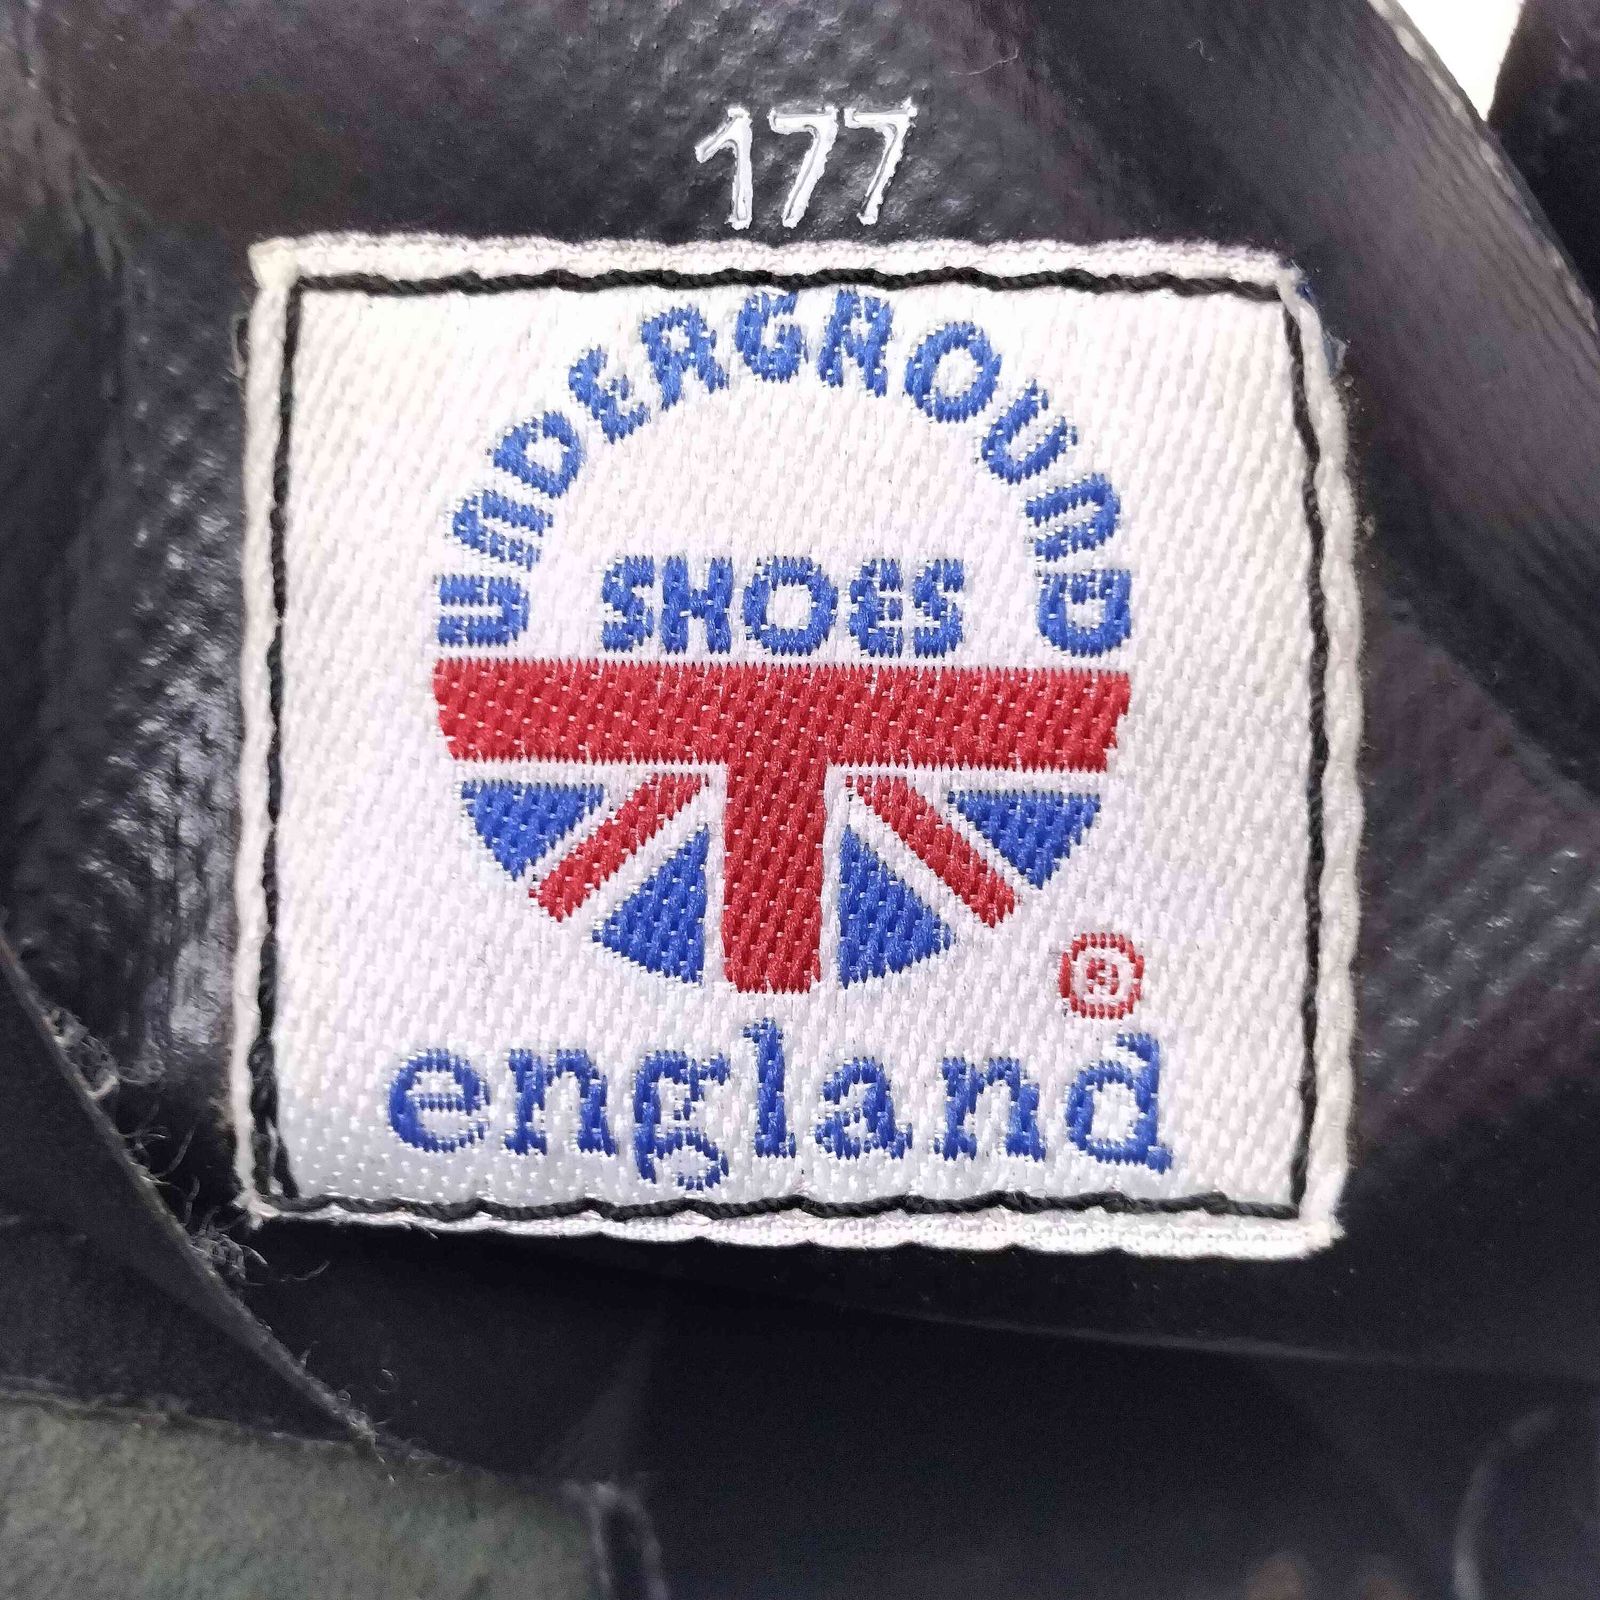 177
UNDERGROUND
SHOES
®
england